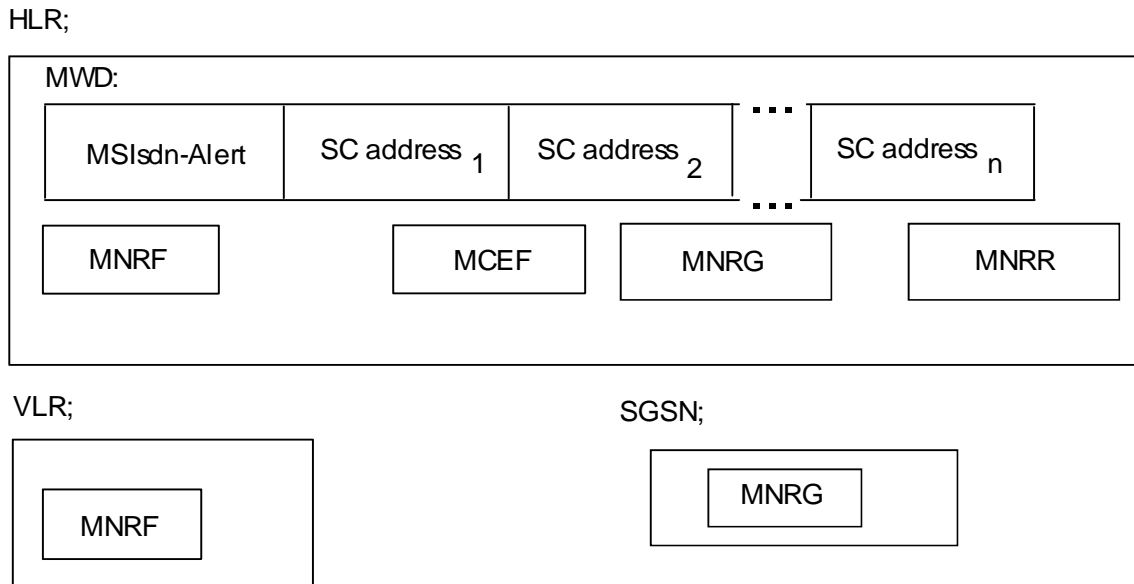 HLR;
MWD:
MSIsdn-Alert SC address 1 SC address 2 ... SC address n
...
MNRF MCEF MNRG MNRR
VLR; SGSN;
MNRG
MNRF